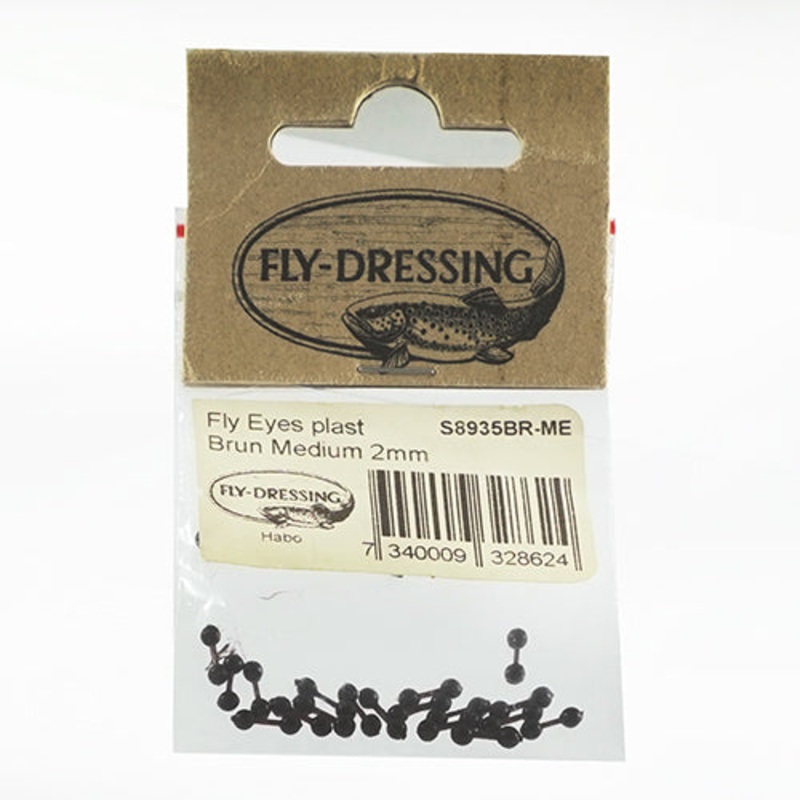 FLY-DRESSING
Fly Eyes plast S8935BR-ME
Brun Medium 2mm
FLY-DRESSING
Habo
7 340009 328624